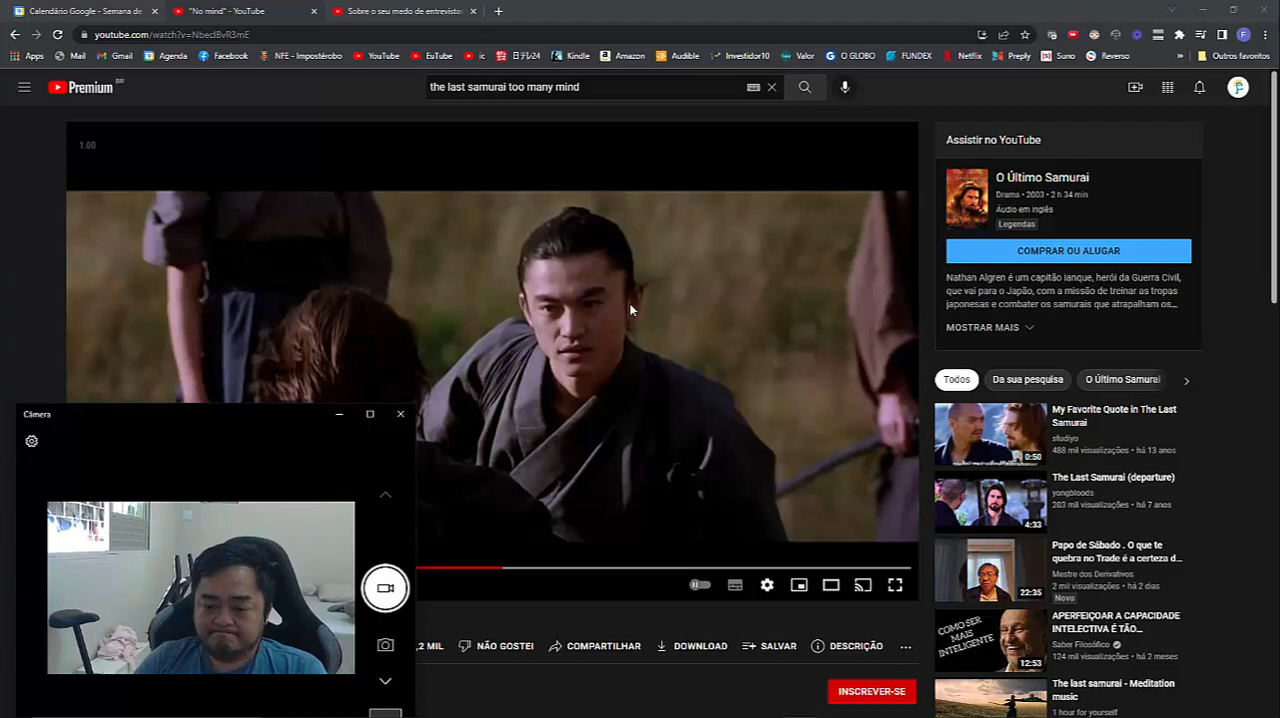 Calendário Google - Semana de
"No mind" - YouTube
Sobre o seu medo de entrevista
youtube.com/watch?v=NbecIBvR3mE
F
Apps
Mail
Gmail
Agenda
Facebook
NFE - Impostérobo
YouTube
EuTube
ic
日刊/24
Kindle
Amazon
Audible
Investidor10
Valor
O GLOBO
FUNDEX
Netflix
Preply
Suno
Reverso
Outros favoritos
Premium BR
the last samurai too many mind
1.00
Assistir no YouTube
O Último Samurai
Drama • 2003 • 2 h 34 min
Áudio em inglês
Legendas
COMPRAR OU ALUGAR
Nathan Algren é um capitão ianque, herói da Guerra Civil,
que vai para o Japão, com a missão de treinar as tropas
japonesas e combater os samurais que atrapalham os...
MOSTRAR MAIS
Todos
Da sua pesquisa
O Último Samurai
My Favorite Quote in The Last
Samurai
studiyo
488 mil visualizações • há 13 anos
0:50
The Last Samurai (departure)
yongbloods
203 mil visualizações • há 7 anos
4:33
Papo de Sábado . O que te
quebra no Trade é a certeza d...
Mestre dos Derivativos
2 mil visualizações • há 2 dias
Novo
22:35
COMO SER
MAIS
INTELIGENTE
APERFEIÇOAR A CAPACIDADE
INTELECTIVA É TÃO...
Saber Filosófico
124 mil visualizações • há 2 meses
12:53
The last samurai - Meditation
music
1 hour for yourself
Câmera
,2 MIL
NÃO GOSTEI
COMPARTILHAR
DOWNLOAD
SALVAR
DESCRIÇÃO
INSCREVER-SE